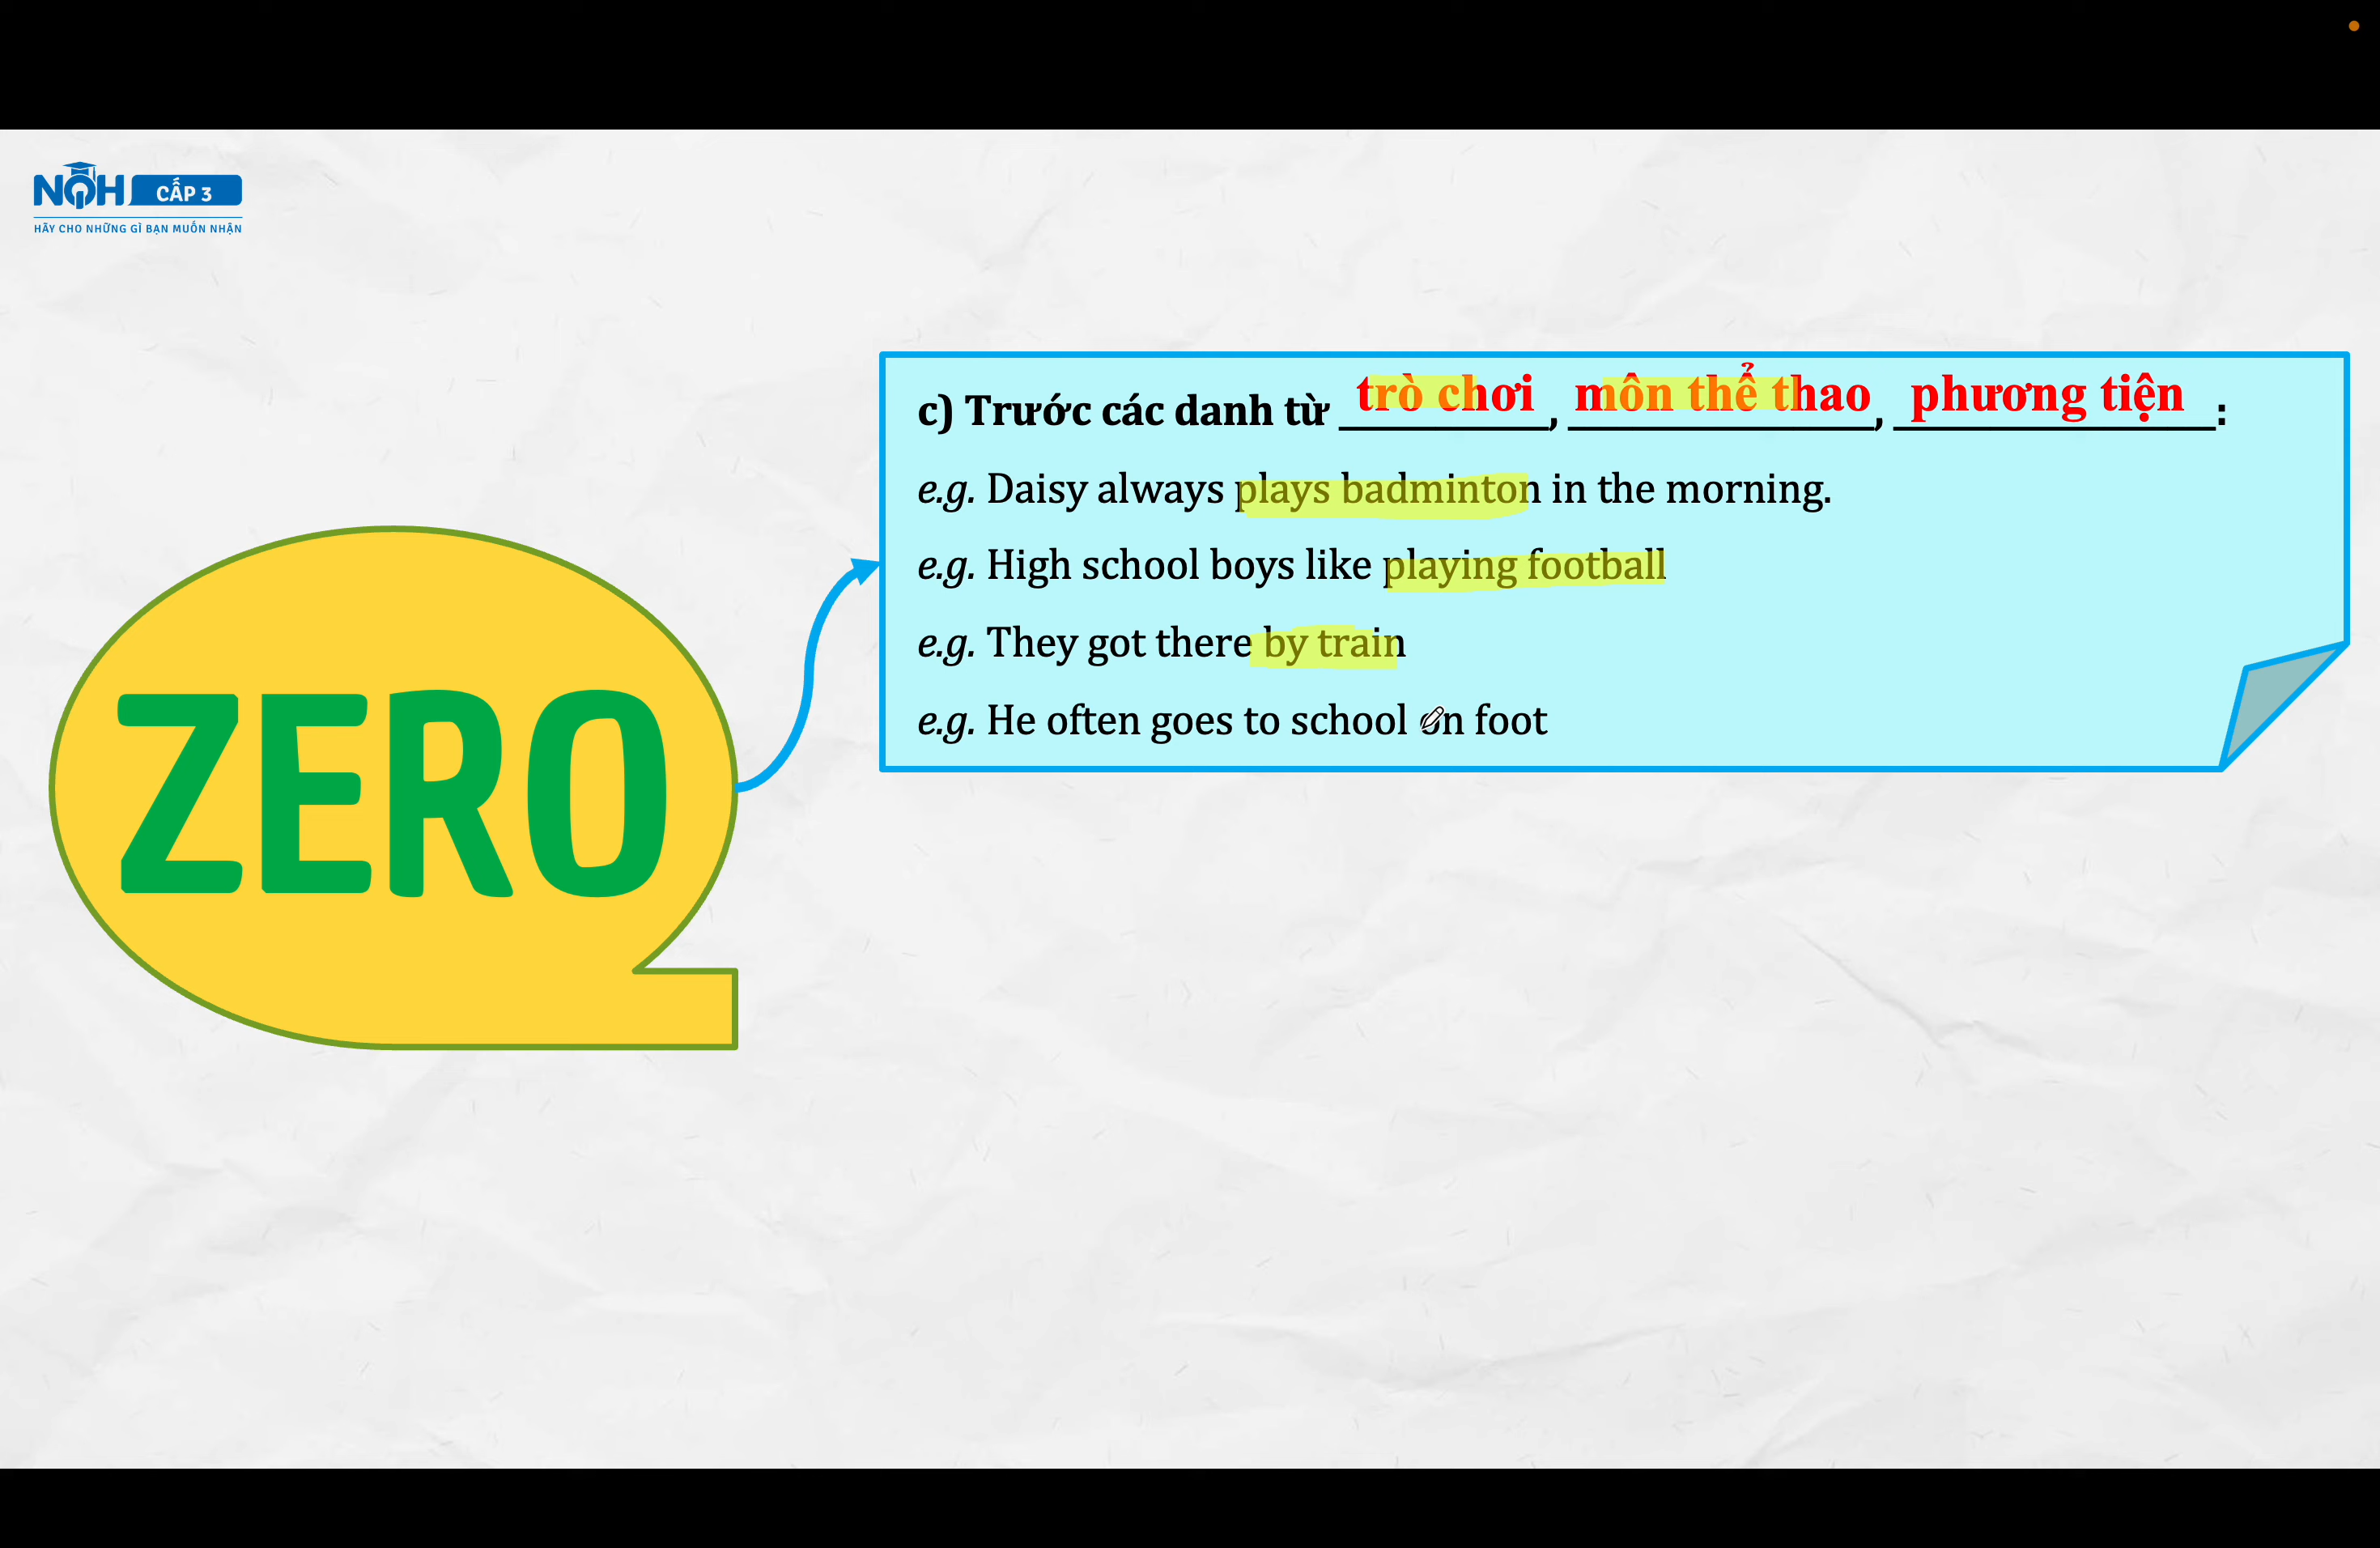 NQH CẤP 3
HÃY CHO NHỮNG GÌ BẠN MUỐN NHẬN
c) Trước các danh từ trò chơi, môn thể thao, phương tiện:
e.g. Daisy always plays badminton in the morning.
e.g. High school boys like playing football
e.g. They got there by train
e.g. He often goes to school on foot
ZERO